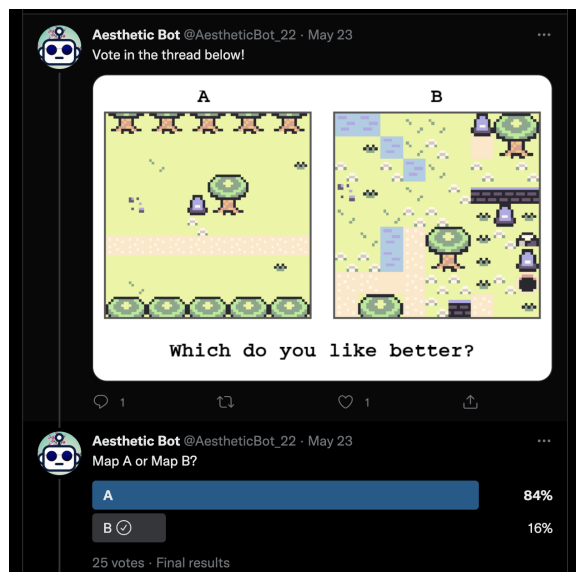 Aesthetic Bot @AestheticBot_22 · May 23
Vote in the thread below!
A B
Which do you like better?
1 1
Aesthetic Bot @AestheticBot_22 · May 23
Map A or Map B?
A 84%
B 16%
25 votes · Final results